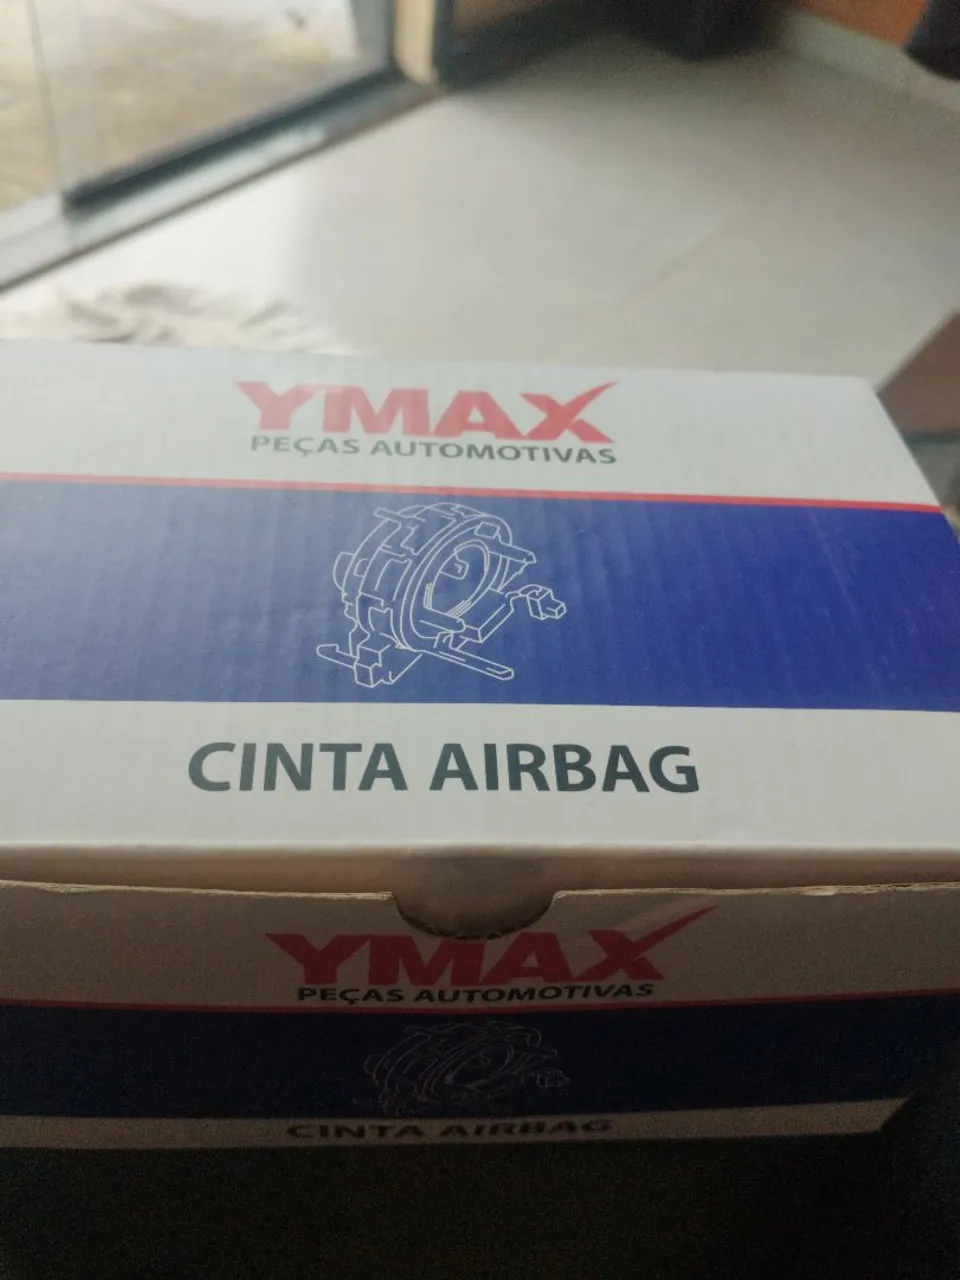 YMAX
PEÇAS AUTOMOTIVAS
CINTA AIRBAG
YMAX
PEÇAS AUTOMOTIVAS
CINTA AIRBAG